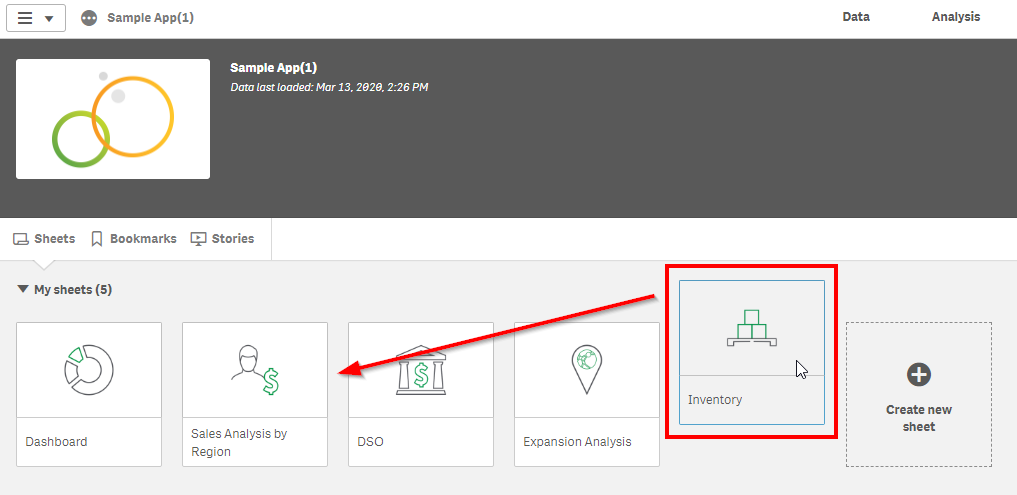 Sample App(1)
Data
Analysis
Sample App(1)
Data last loaded: Mar 13, 2020, 2:26 PM
Sheets
Bookmarks
Stories
My sheets (5)
Dashboard
Sales Analysis by
Region
DSO
Expansion Analysis
Inventory
Create new
sheet